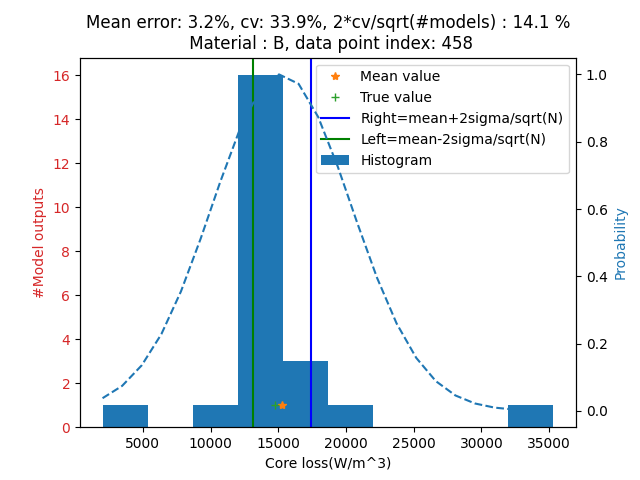 Mean error: 3.2%, cv: 33.9%, 2*cv/sqrt(#models) : 14.1 %
Material : B, data point index: 458
Mean value
True value
Right=mean+2sigma/sqrt(N)
Left=mean-2sigma/sqrt(N)
Histogram
#Model outputs
16
14
12
10
8
6
4
2
0
1.0
0.8
0.6
0.4
0.2
0.0
Probability
5000 10000 15000 20000 25000 30000 35000
Core loss(W/m^3)